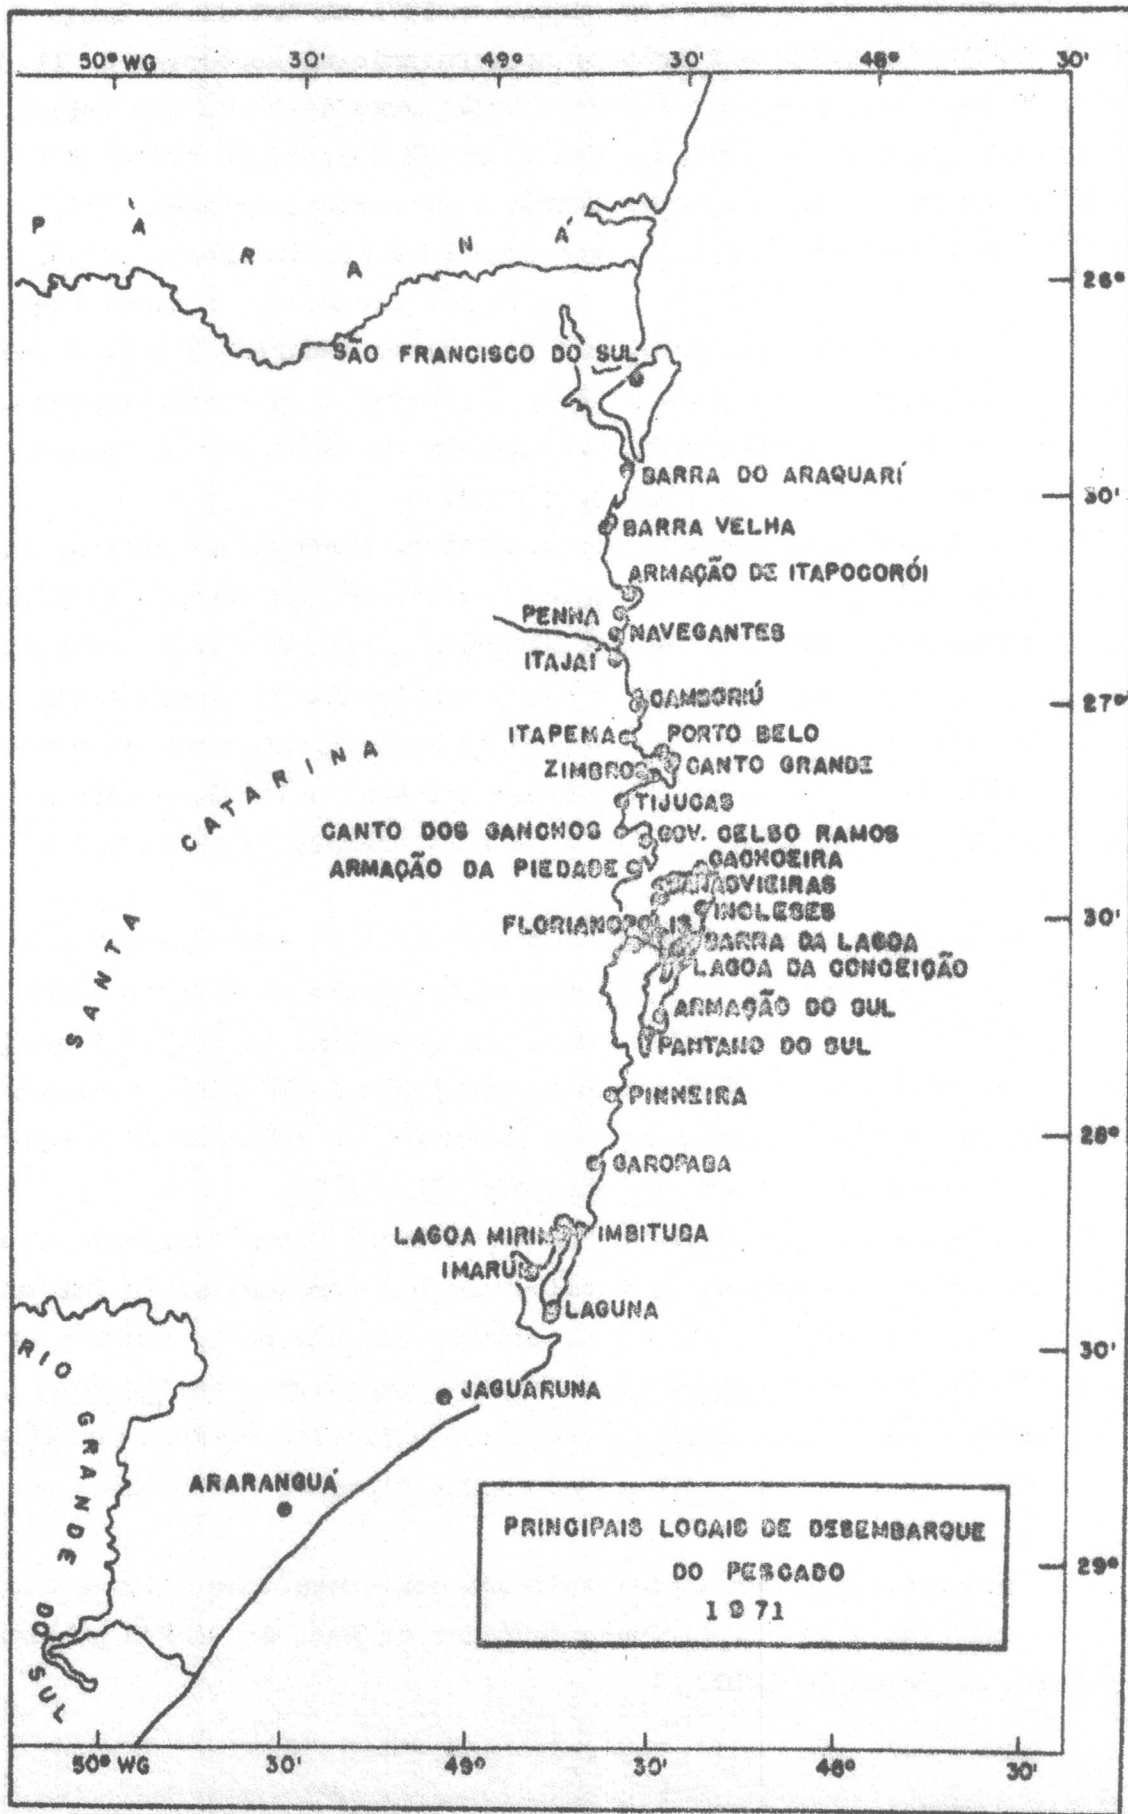 50° WG 30' 49° 30' 48° 30'
PARANÁ
26°
SÃO FRANCISCO DO SUL
BARRA DO ARAQUARÍ
30'
BARRA VELHA
ARMAÇÃO DE ITAPOCORÓI
PENHA
NAVEGANTES
ITAJAÍ
CAMBORIÚ
27°
ITAPEMA
PORTO BELO
ZIMBROS
CANTO GRANDE
TIJUCAS
CANTO DOS GANCHOS
GOV. CELSO RAMOS
CACHOEIRA
ARMAÇÃO DA PIEDADE
CANASVIEIRAS
INGLESES
30'
FLORIANOPOLIS
BARRA DA LAGOA
LAGOA DA CONCEIÇÃO
SANTA CATARINA
ARMAÇÃO DO SUL
PANTANO DO SUL
PINHEIRA
28°
GAROPABA
LAGOA MIRIM
IMBITUBA
IMARUÍ
LAGUNA
30'
RIO GRANDE DO SUL
JAGUARUNA
ARARANGUÁ
PRINCIPAIS LOCAIS DE DESEMBARQUE
DO PESCADO
1971
29°
50° WG 30' 49° 30' 48° 30'